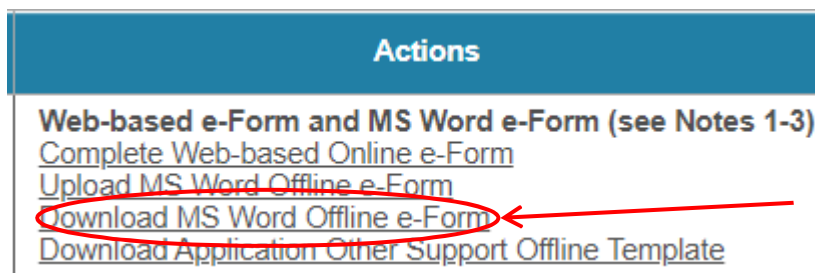 Actions
Web-based e-Form and MS Word e-Form (see Notes 1-3)
Complete Web-based Online e-Form
Upload MS Word Offline e-Form
Download MS Word Offline e-Form
Download Application Other Support Offline Template